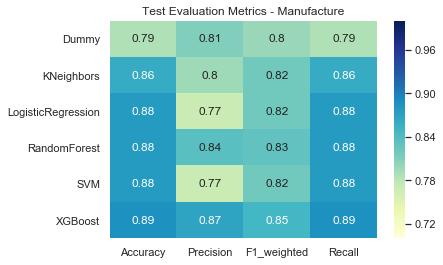 Test Evaluation Metrics - Manufacture
Dummy 0.79 0.81 0.8 0.79
KNeighbors 0.86 0.8 0.82 0.86
LogisticRegression 0.88 0.77 0.82 0.88
RandomForest 0.88 0.84 0.83 0.88
SVM 0.88 0.77 0.82 0.88
XGBoost 0.89 0.87 0.85 0.89
Accuracy Precision F1_weighted Recall
0.96
0.90
0.84
0.78
0.72